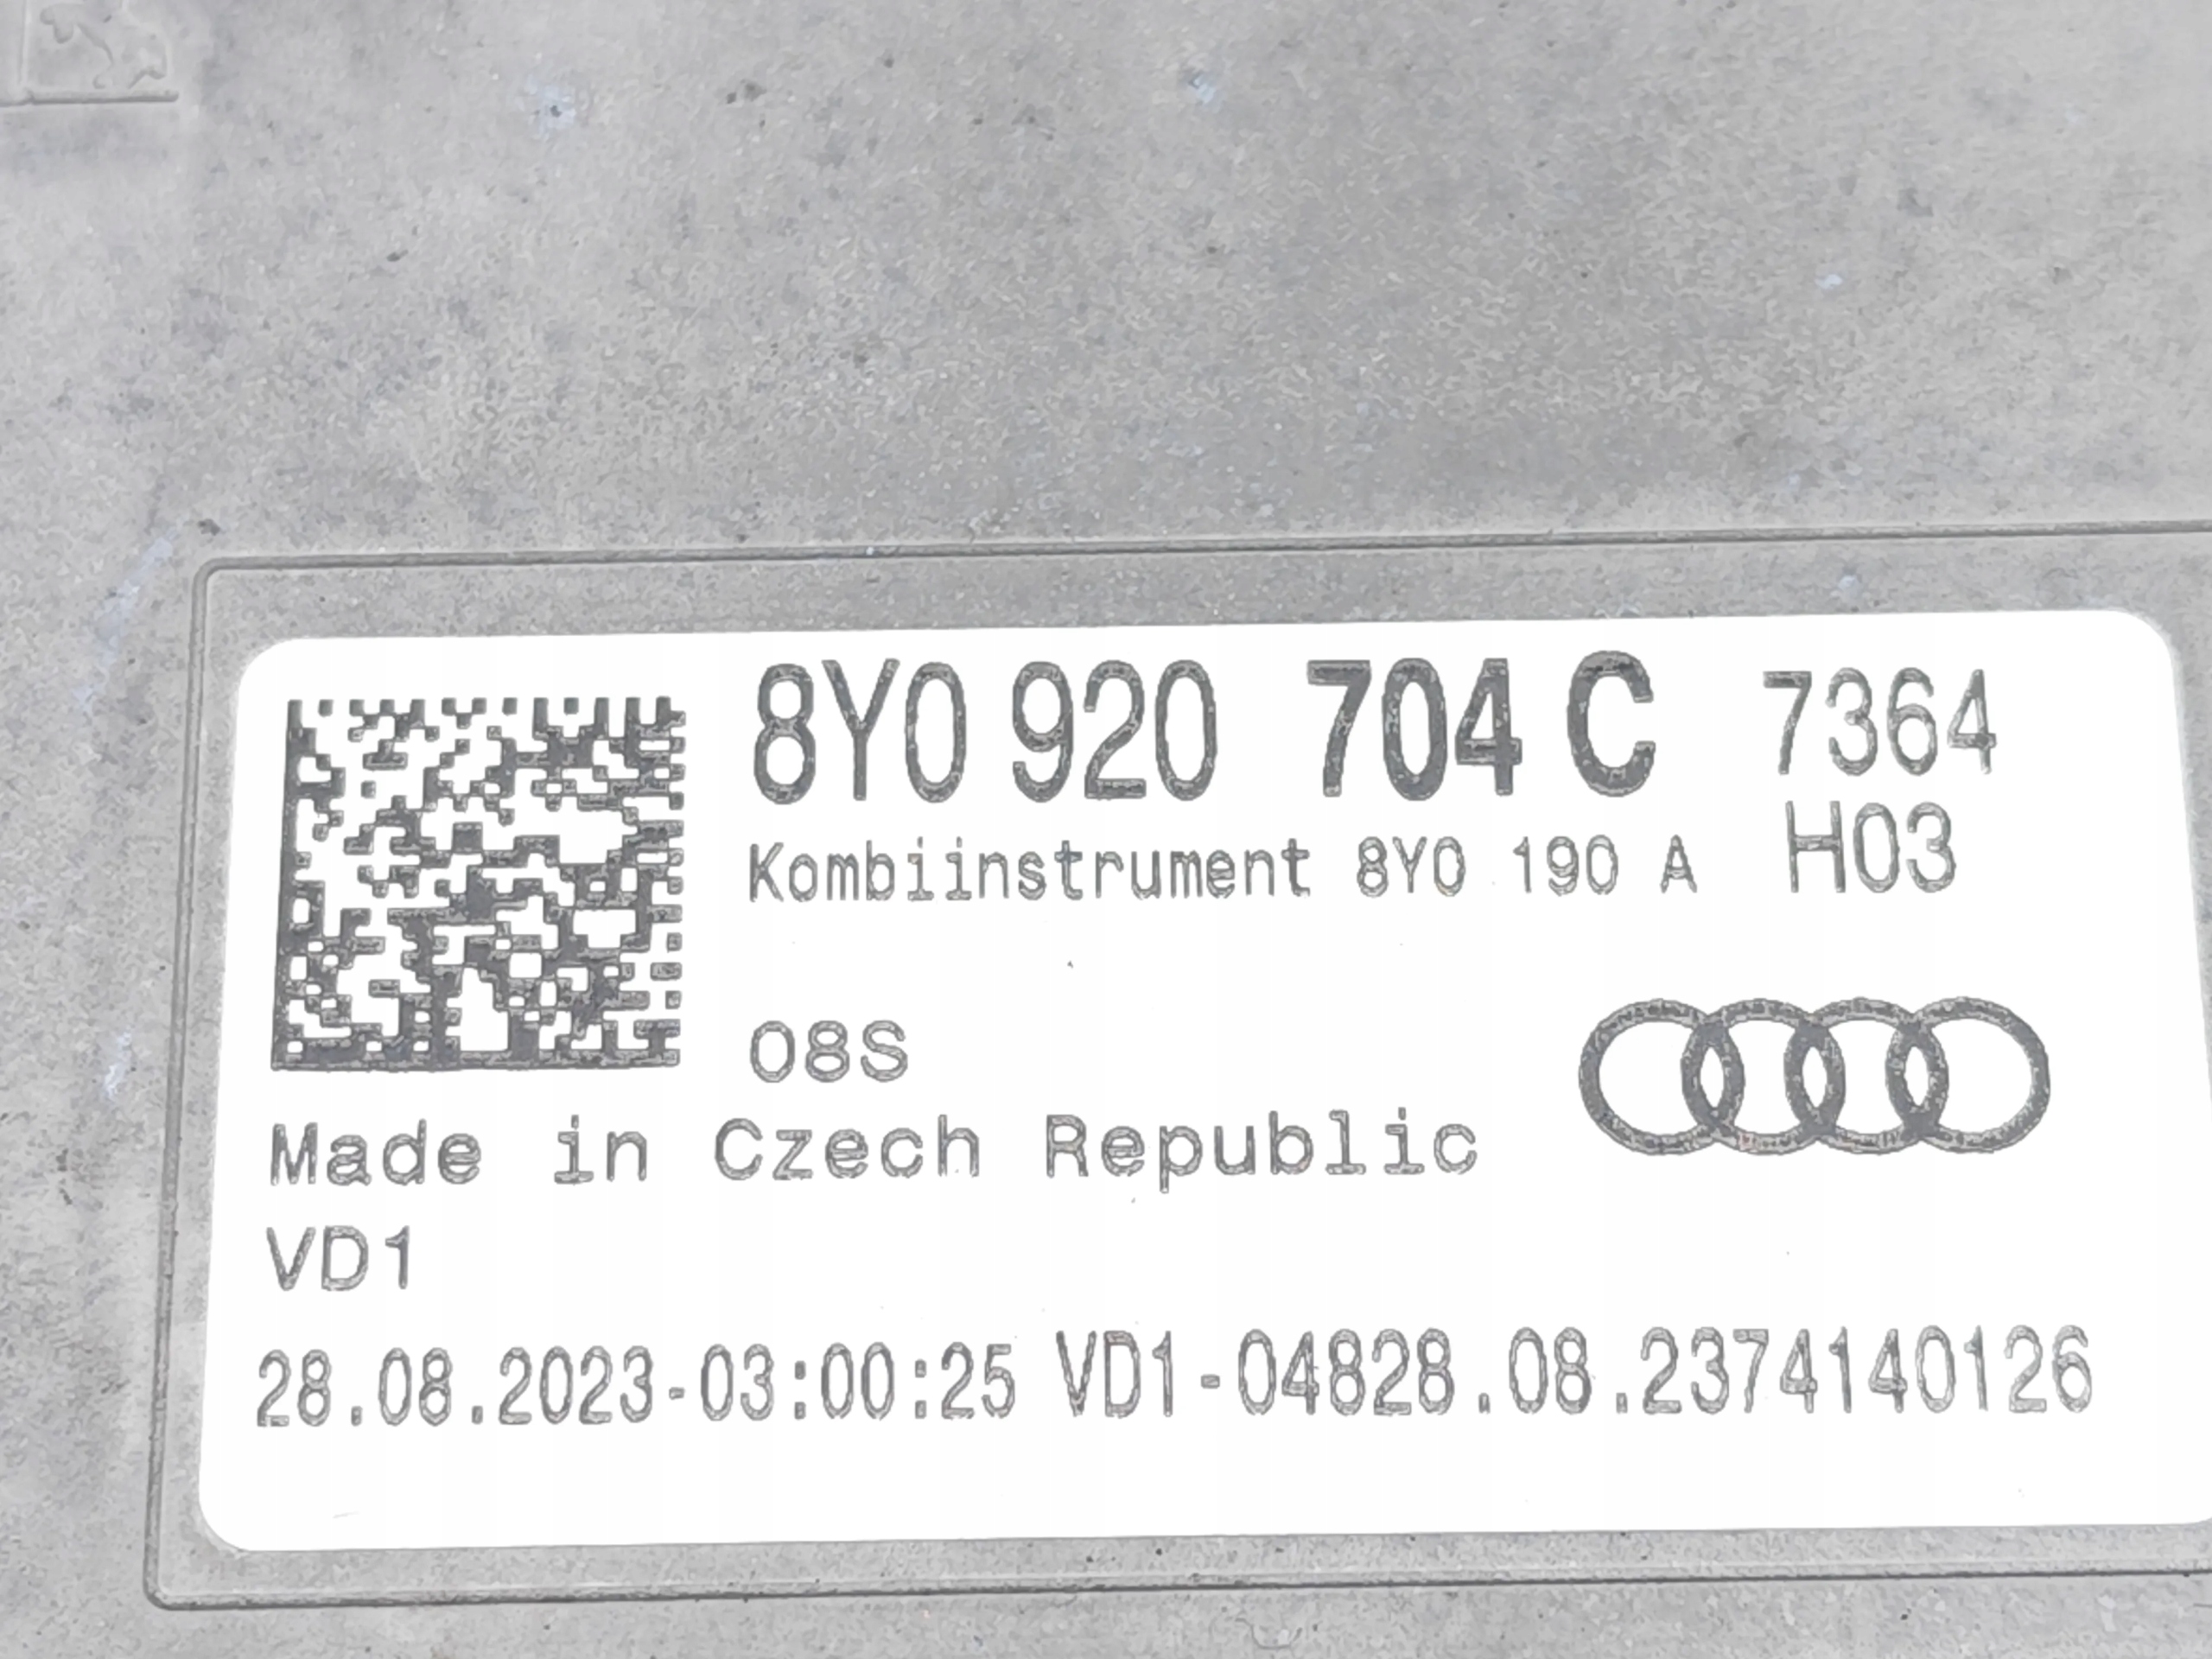 8Y0 920 704 C 7364
Kombiinstrument 8Y0 190 A H03
08S
Made in Czech Republic
VD1
28.08.2023-03:00:25 VD1-04828.08.2374140126